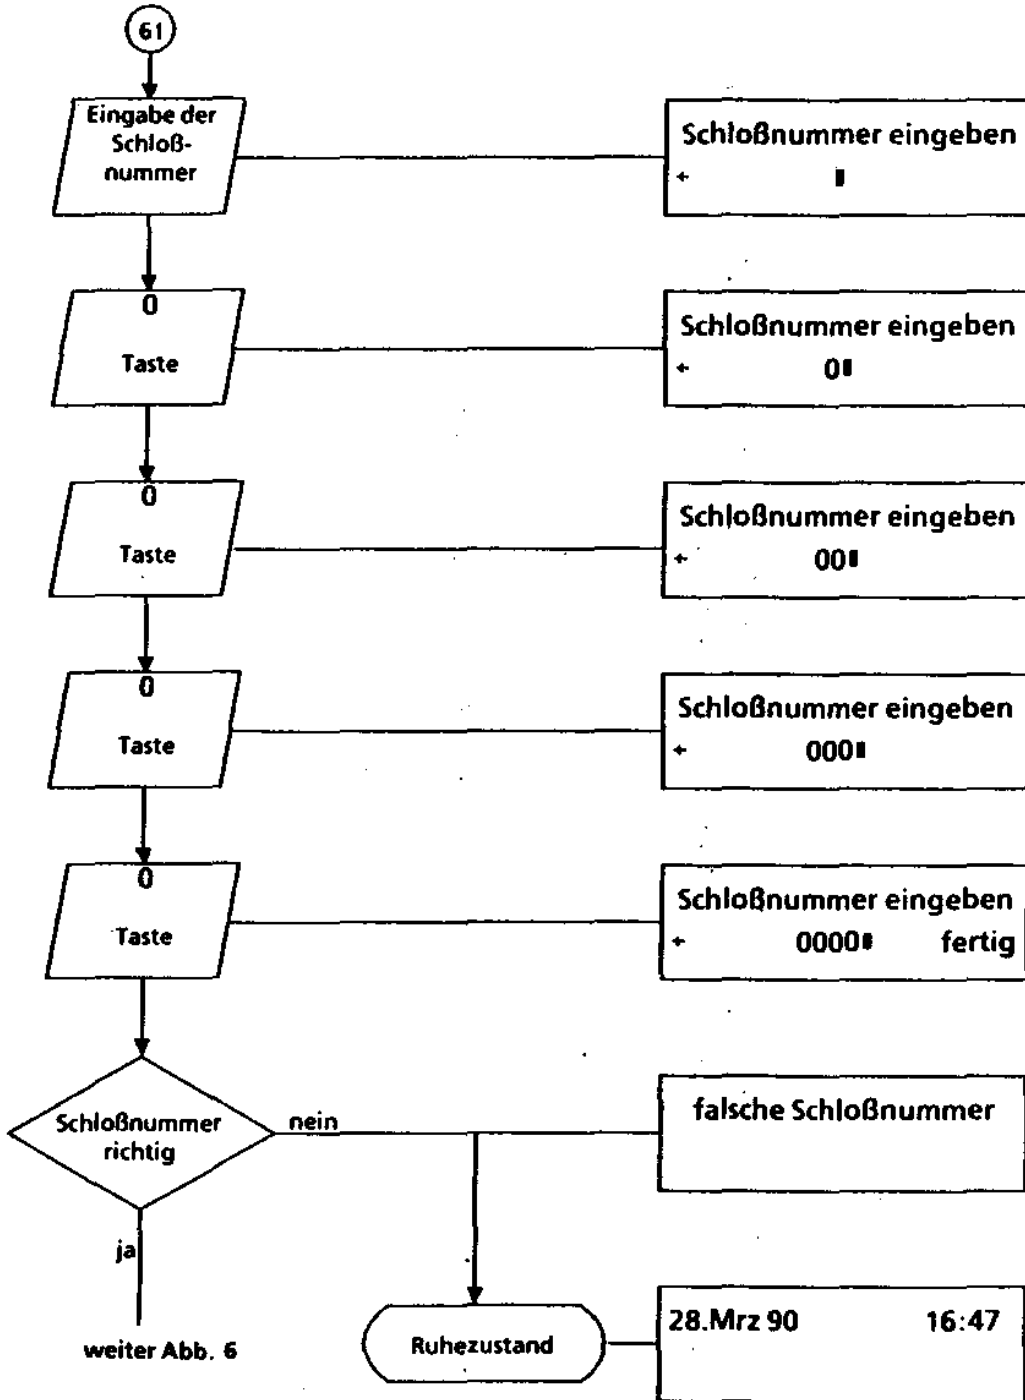 61
Eingabe der
Schloß-
nummer
Schloßnummer eingeben
←
0
Taste
Schloßnummer eingeben
← 0
0
Taste
Schloßnummer eingeben
← 00
0
Taste
Schloßnummer eingeben
← 000
0
Taste
Schloßnummer eingeben
← 0000 fertig
Schloßnummer
richtig
nein
falsche Schloßnummer
ja
weiter Abb. 6
Ruhezustand
28.Mrz 90 16:47